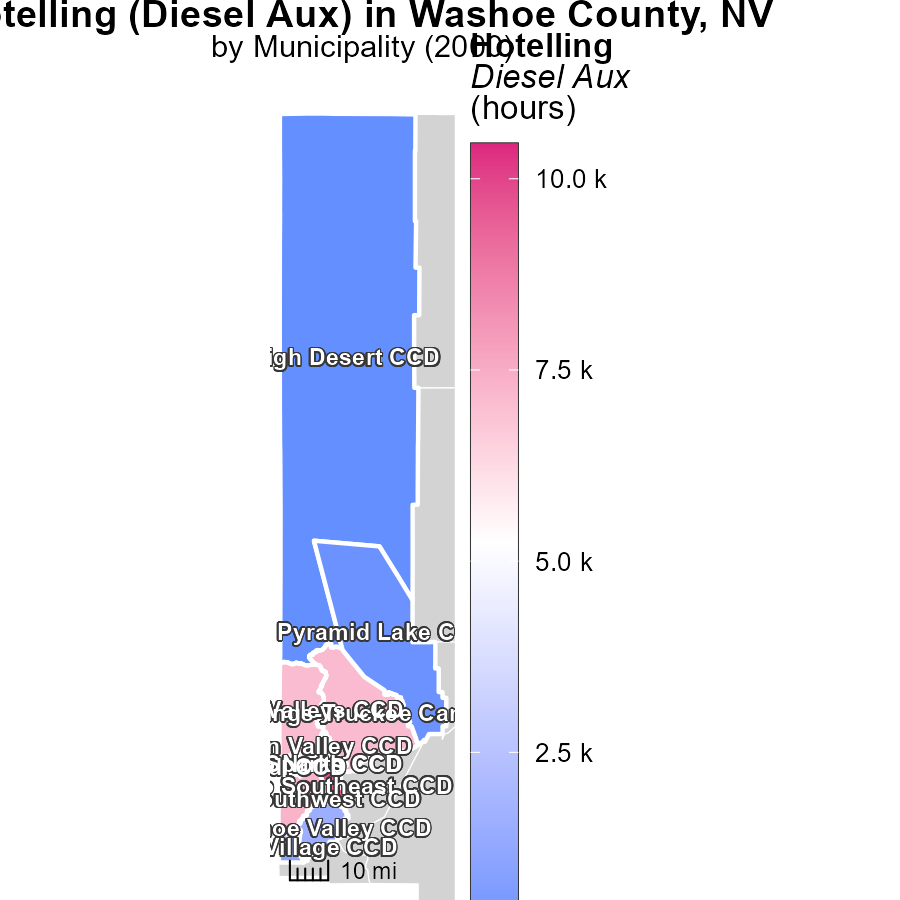 telling (Diesel Aux) in Washoe County, NV
by Municipality (20
Hotelling
Diesel Aux
(hours)
10.0 k
7.5 k
5.0 k
2.5 k
igh Desert CCD
Pyramid Lake C
Valleys CCD
Truckee Can
n Valley CCD
CCD
Southeast CCD
outhwest CCD
oe Valley CCD
Village CCD
10 mi